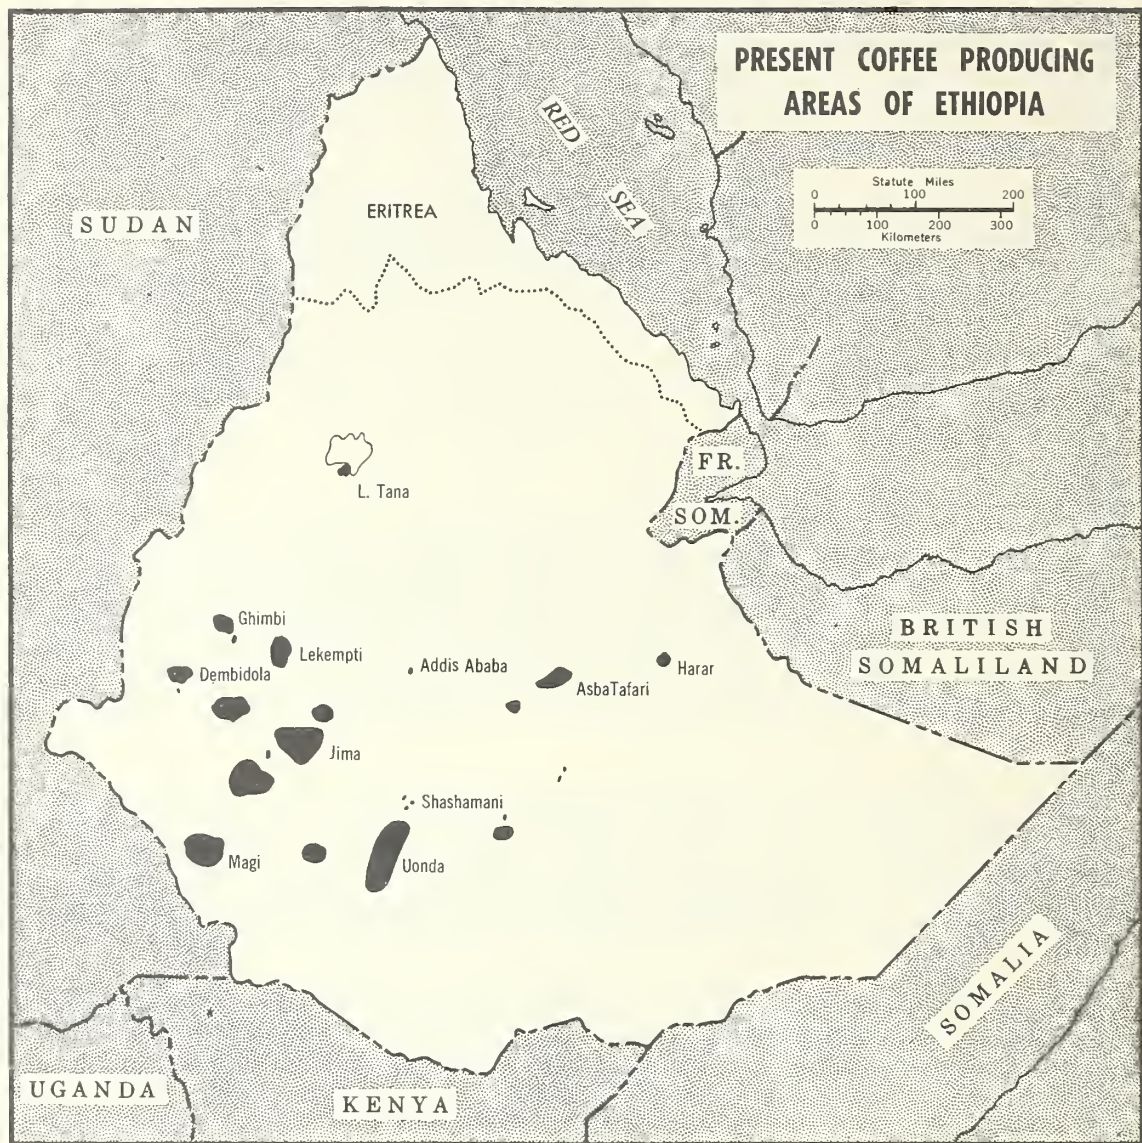 PRESENT COFFEE PRODUCING
AREAS OF ETHIOPIA
Statute Miles
0 100 200
0 100 200 300
Kilometers
RED
SEA
SUDAN
ERITREA
L. Tana
FR.
SOM.
BRITISH
SOMALILAND
Ghimbi
Lekempti
Dembidola
Addis Ababa
AsbaTafari
Harar
Jima
Shashamani
Magi
Uonda
SOMALIA
UGANDA
KENYA